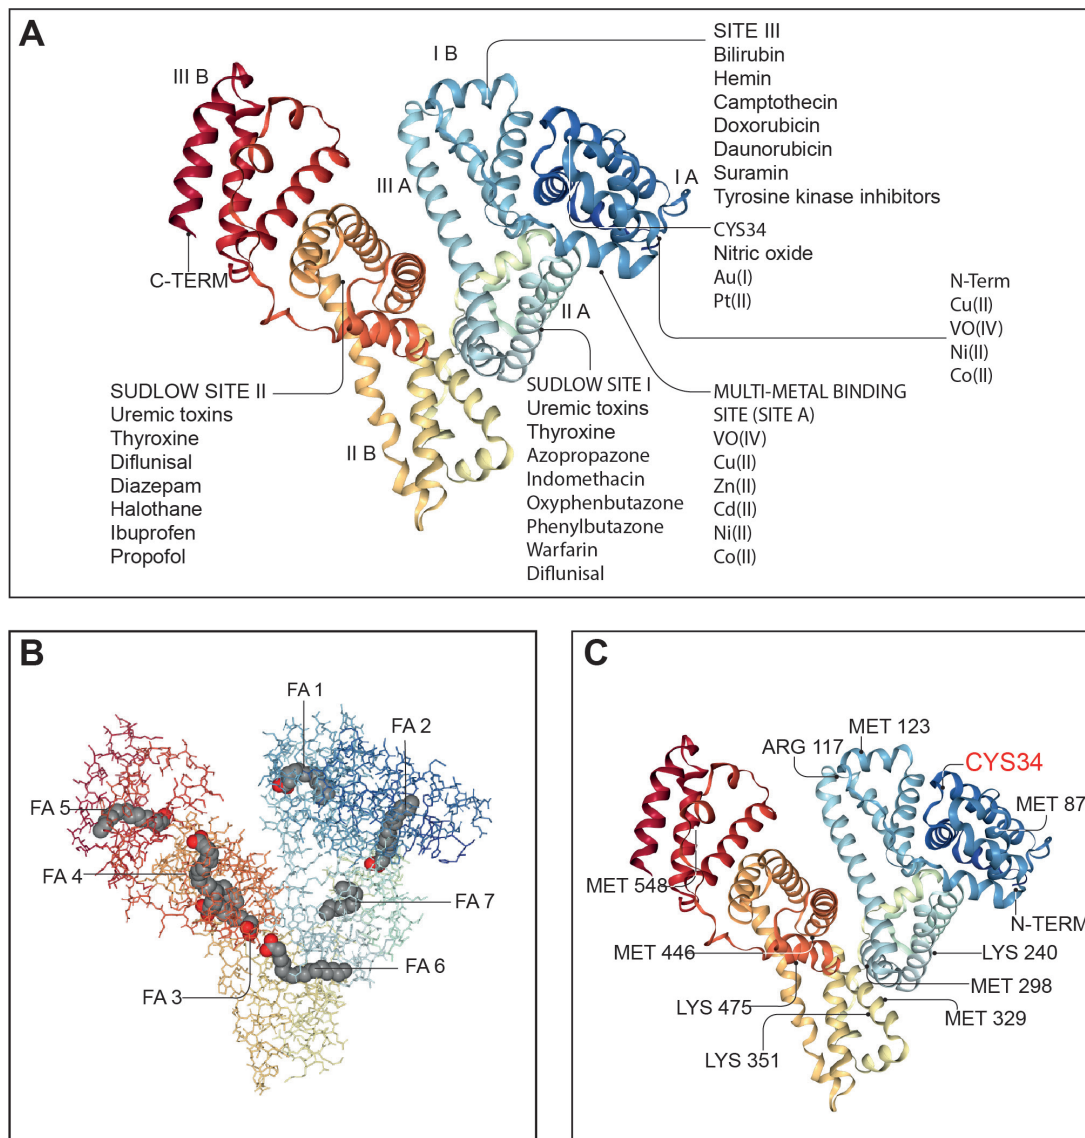 A
I B
III B
III A
I A
II A
II B
C-TERM
SITE III
Bilirubin
Hemin
Camptothecin
Doxorubicin
Daunorubicin
Suramin
Tyrosine kinase inhibitors
CYS34
Nitric oxide
Au(I)
Pt(II)
N-Term
Cu(II)
VO(IV)
Ni(II)
Co(II)
SUDLOW SITE II
Uremic toxins
Thyroxine
Diflunisal
Diazepam
Halothane
Ibuprofen
Propofol
SUDLOW SITE I
Uremic toxins
Thyroxine
Azopropazone
Indomethacin
Oxyphenbutazone
Phenylbutazone
Warfarin
Diflunisal
MULTI-METAL BINDING
SITE (SITE A)
VO(IV)
Cu(II)
Zn(II)
Cd(II)
Ni(II)
Co(II)
B
FA 1
FA 2
FA 5
FA 4
FA 7
FA 6
FA 3
C
MET 123
ARG 117
CYS34
MET 87
MET 548
N-TERM
MET 446
LYS 240
MET 298
LYS 475
MET 329
LYS 351